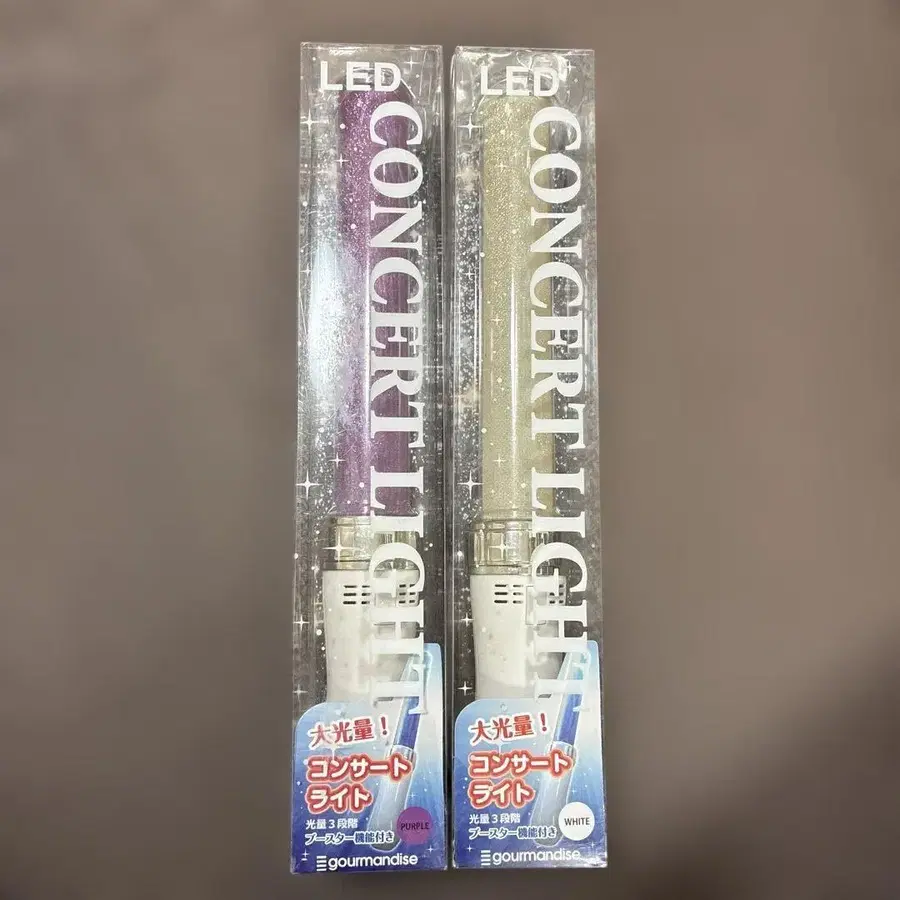 LED
CONCERT LIGHT
大光量!
コンサート
ライト
光量3段階
ブースター機能付き
PURPLE
gourmandise
LED
CONCERT LIGHT
大光量!
コンサート
ライト
光量3段階
ブースター機能付き
WHITE
gourmandise